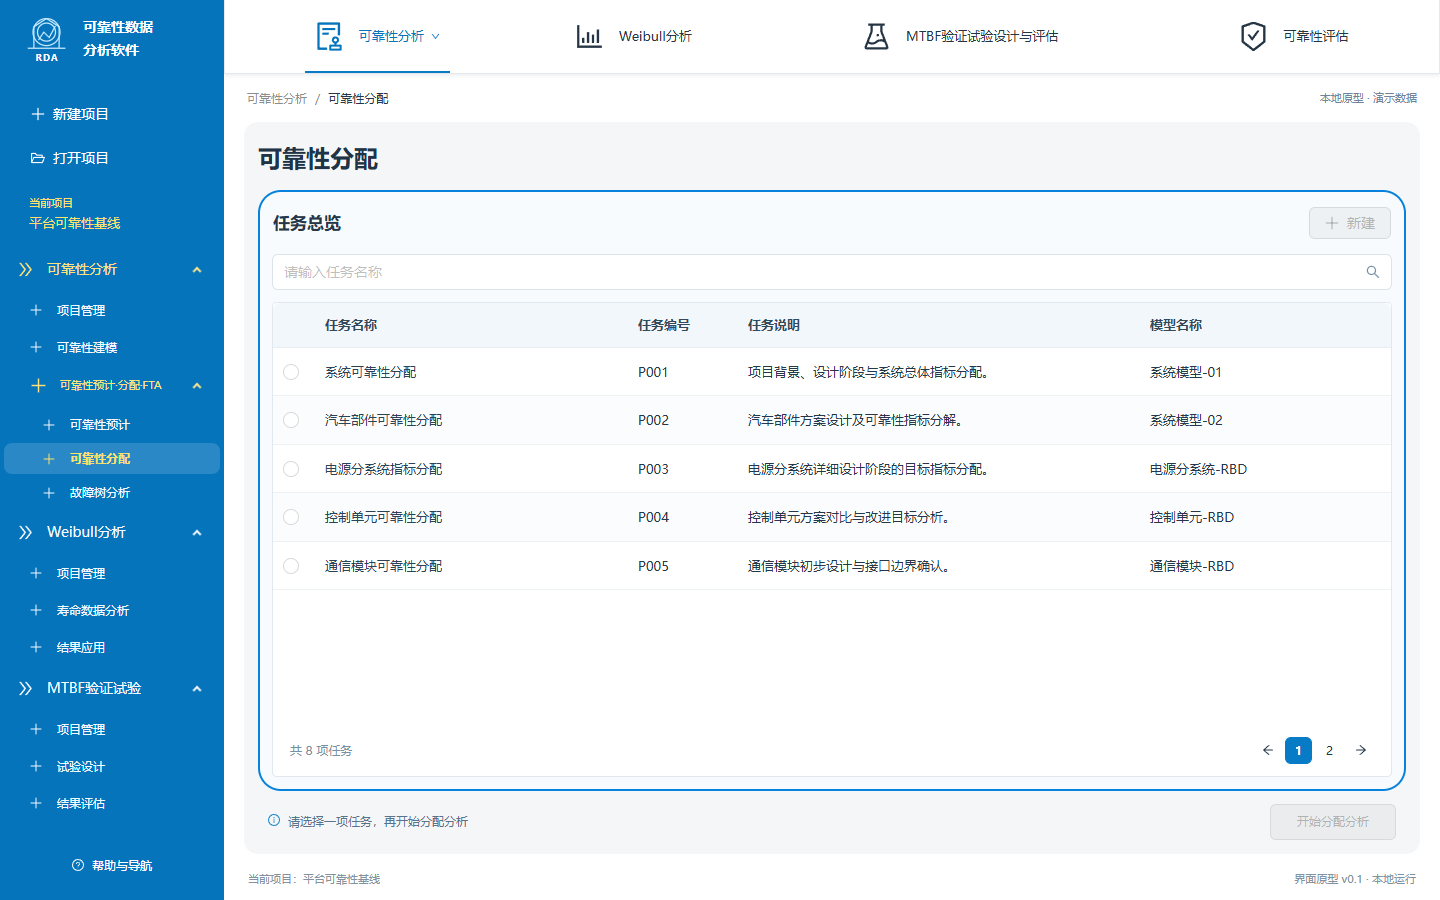 可靠性数据
分析软件
RDA
新建项目
打开项目
当前项目
平台可靠性基线
可靠性分析
项目管理
可靠性建模
可靠性预计·分配·FTA
可靠性预计
可靠性分配
故障树分析
Weibull分析
项目管理
寿命数据分析
结果应用
MTBF验证试验
项目管理
试验设计
结果评估
帮助与导航
可靠性分析
Weibull分析
MTBF验证试验设计与评估
可靠性评估
可靠性分析 / 可靠性分配
本地原型 · 演示数据
可靠性分配
任务总览
新建
请输入任务名称
任务名称 任务编号 任务说明 模型名称
系统可靠性分配 P001 项目背景、设计阶段与系统总体指标分配。 系统模型-01
汽车部件可靠性分配 P002 汽车部件方案设计及可靠性指标分解。 系统模型-02
电源分系统指标分配 P003 电源分系统详细设计阶段的目标指标分配。 电源分系统-RBD
控制单元可靠性分配 P004 控制单元方案对比与改进目标分析。 控制单元-RBD
通信模块可靠性分配 P005 通信模块初步设计与接口边界确认。 通信模块-RBD
共 8 项任务
1 2
请选择一项任务，再开始分配分析
开始分配分析
当前项目：平台可靠性基线
界面原型 v0.1 · 本地运行